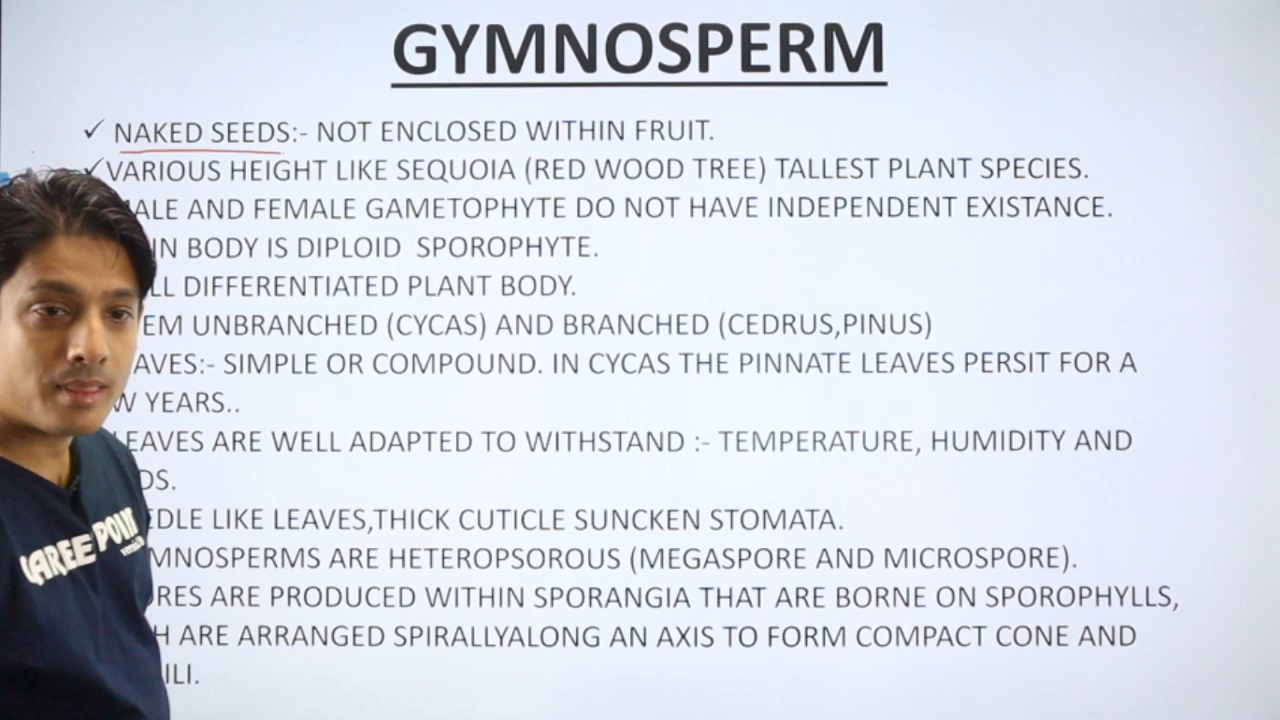 GYMNOSPERM
✓ NAKED SEEDS:- NOT ENCLOSED WITHIN FRUIT.
✓ VARIOUS HEIGHT LIKE SEQUOIA (RED WOOD TREE) TALLEST PLANT SPECIES.
MALE AND FEMALE GAMETOPHYTE DO NOT HAVE INDEPENDENT EXISTANCE.
BODY IS DIPLOID SPOROPHYTE.
DIFFERENTIATED PLANT BODY.
UNBRANCHED (CYCAS) AND BRANCHED (CEDRUS,PINUS)
SIMPLE OR COMPOUND. IN CYCAS THE PINNATE LEAVES PERSIT FOR A
YEARS..
LEAVES ARE WELL ADAPTED TO WITHSTAND :- TEMPERATURE, HUMIDITY AND
LIKE LEAVES,THICK CUTICLE SUNCKEN STOMATA.
ARE HETEROPSOROUS (MEGASPORE AND MICROSPORE).
ARE PRODUCED WITHIN SPORANGIA THAT ARE BORNE ON SPOROPHYLLS,
ARE ARRANGED SPIRALLYALONG AN AXIS TO FORM COMPACT CONE AND
CAREER POINT